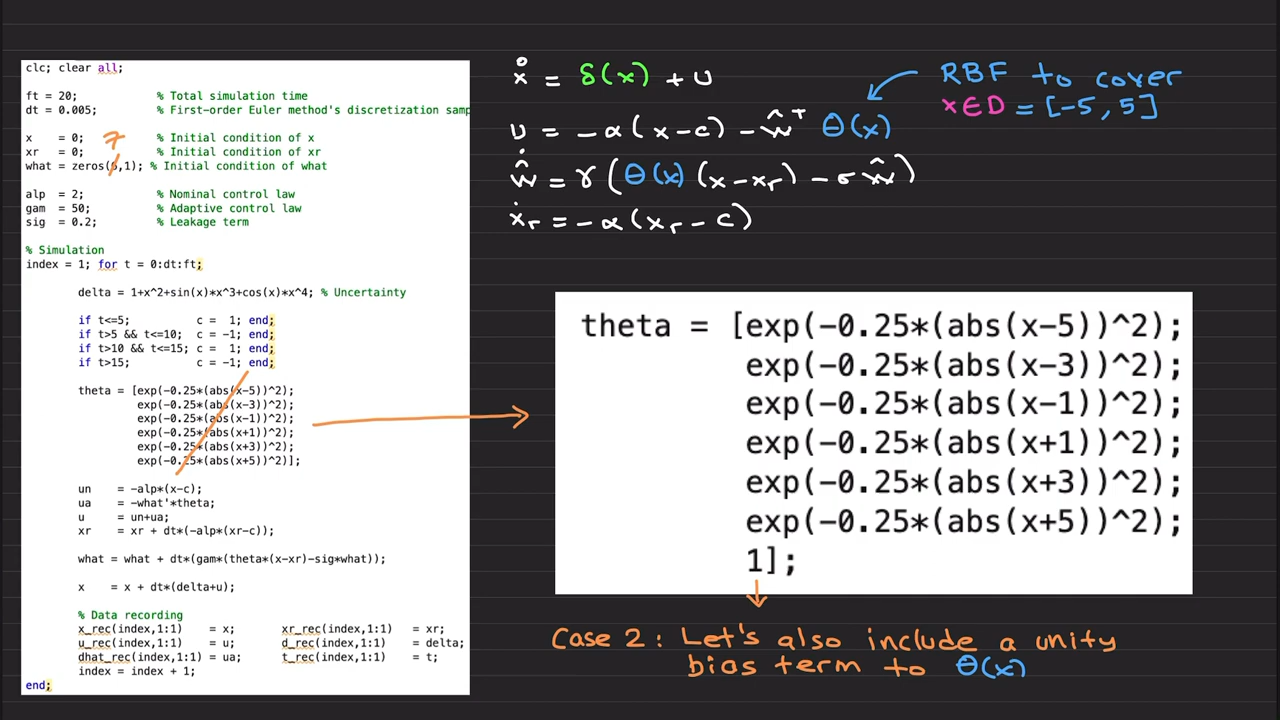 clc; clear all;
ft = 20; % Total simulation time
dt = 0.005; % First-order Euler method's discretization samp
x = 0; % Initial condition of x
7
xr = 0; % Initial condition of xr
what = zeros(6,1); % Initial condition of what
alp = 2; % Nominal control law
gam = 50; % Adaptive control law
sig = 0.2; % Leakage term
% Simulation
index = 1; for t = 0:dt:ft;
delta = 1+x^2+sin(x)*x^3+cos(x)*x^4; % Uncertainty
if t<=5; c = 1; end;
if t>5 && t<=10; c = -1; end;
if t>10 && t<=15; c = 1; end;
if t>15; c = -1; end;
theta = [exp(-0.25*(abs(x-5))^2);
exp(-0.25*(abs(x-3))^2);
exp(-0.25*(abs(x-1))^2);
exp(-0.25*(abs(x+1))^2);
exp(-0.25*(abs(x+3))^2);
exp(-0.25*(abs(x+5))^2)];
un = -alp*(x-c);
ua = -what'*theta;
u = un+ua;
xr = xr + dt*(-alp*(xr-c));
what = what + dt*(gam*(theta*(x-xr)-sig*what));
x = x + dt*(delta+u);
% Data recording
x_rec(index,1:1) = x; xr_rec(index,1:1) = xr;
u_rec(index,1:1) = u; d_rec(index,1:1) = delta;
dhat_rec(index,1:1) = ua; t_rec(index,1:1) = t;
index = index + 1;
end;
ẋ = δ(x) + u
u = -α(x-c) - ŵᵀ θ(x)
ŵ̇ = γ(θ(x)(x-xᵣ) - σŵ)
ẋᵣ = -α(xᵣ-c)
RBF to cover
x∈D = [-5, 5]
theta = [exp(-0.25*(abs(x-5))^2);
exp(-0.25*(abs(x-3))^2);
exp(-0.25*(abs(x-1))^2);
exp(-0.25*(abs(x+1))^2);
exp(-0.25*(abs(x+3))^2);
exp(-0.25*(abs(x+5))^2);
1];
Case 2: Let's also include a unity
bias term to θ(x)